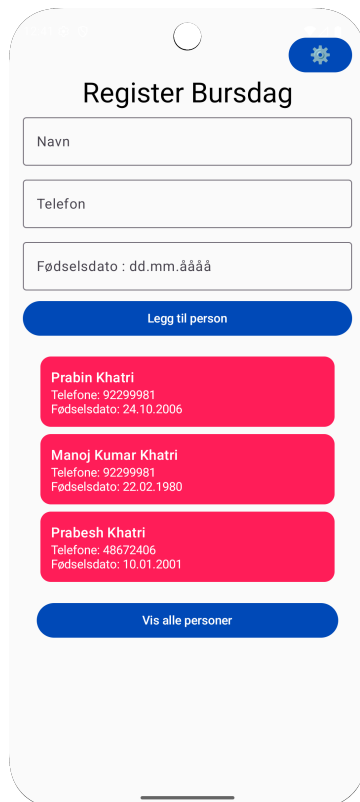 Register Bursdag
Navn
Telefon
Fødselsdato : dd.mm.åååå
Legg til person
Prabin Khatri
Telefone: 92299981
Fødselsdato: 24.10.2006
Manoj Kumar Khatri
Telefone: 92299981
Fødselsdato: 22.02.1980
Prabesh Khatri
Telefone: 48672406
Fødselsdato: 10.01.2001
Vis alle personer